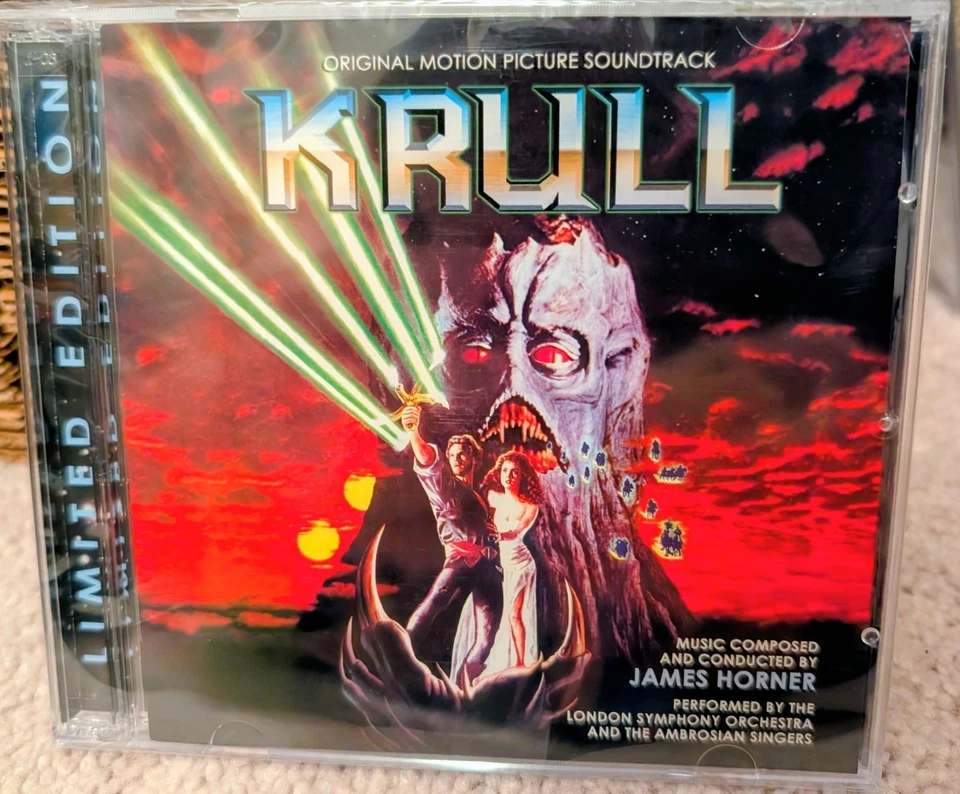 LIMITED EDITION
ORIGINAL MOTION PICTURE SOUNDTRACK
KRULL
MUSIC COMPOSED
AND CONDUCTED BY
JAMES HORNER
PERFORMED BY THE
LONDON SYMPHONY ORCHESTRA
AND THE AMBROSIAN SINGERS